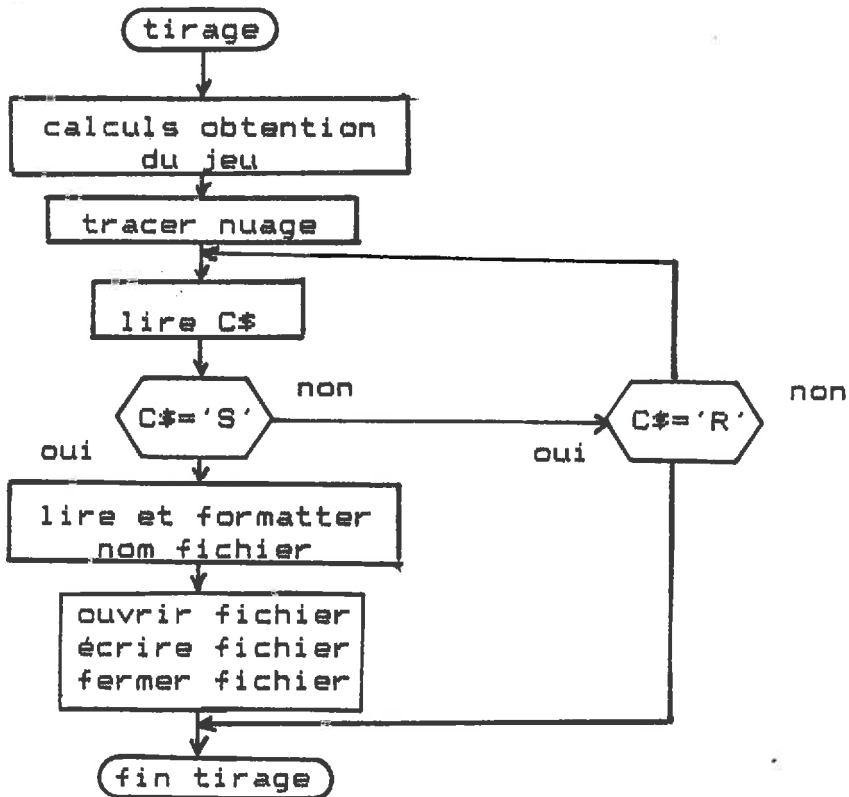 tirage
calculs obtention
du jeu
tracer nuage
lire C$
non
C$='S'
oui
non
C$='R'
oui
lire et formatter
nom fichier
ouvrir fichier
écrire fichier
fermer fichier
fin tirage